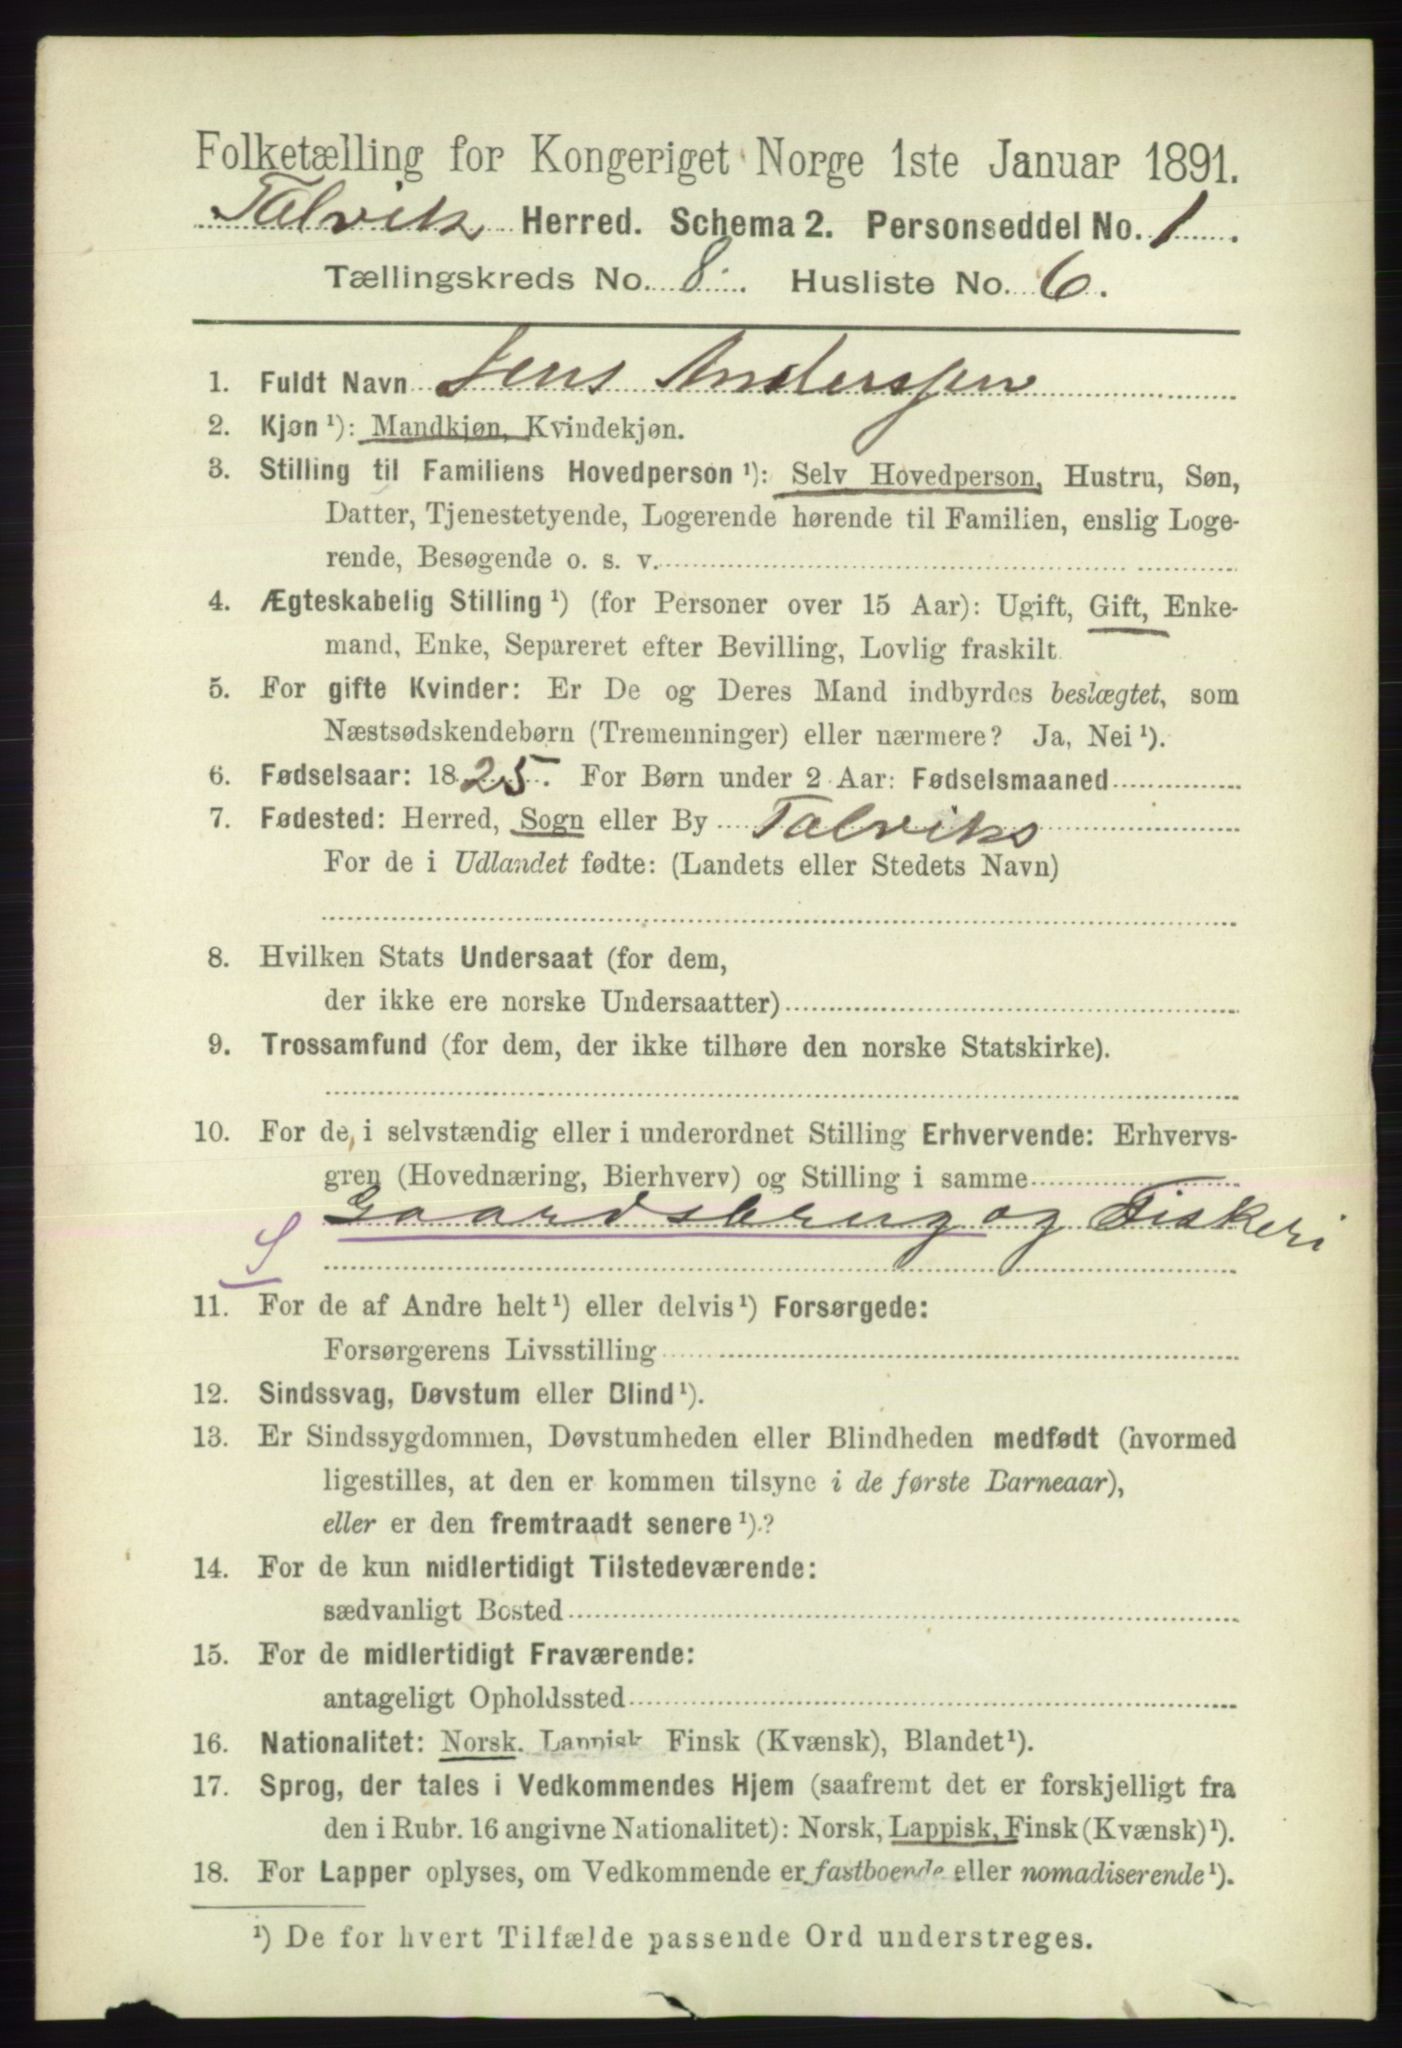 Folketælling for Kongeriget Norge 1ste Januar 1891.
Talvik Herred. Schema 2. Personseddel No. 1.
Tællingskreds No. 8. Husliste No. 6.
1. Fuldt Navn Jens Anderssen
2. Kjøn ¹): Mandkjøn, Kvindekjøn.
3. Stilling til Familiens Hovedperson ¹): Selv Hovedperson, Hustru, Søn,
Datter, Tjenestetyende, Logerende hørende til Familien, enslig Loge-
rende, Besøgende o. s. v.
4. Ægteskabelig Stilling ¹) (for Personer over 15 Aar): Ugift, Gift, Enke-
mand, Enke, Separeret efter Bevilling, Lovlig fraskilt.
5. For gifte Kvinder: Er De og Deres Mand indbyrdes beslægtet, som
Næstsødskendebørn (Tremenninger) eller nærmere? Ja, Nei ¹).
6. Fødselsaar: 1825. For Børn under 2 Aar: Fødselsmaaned
7. Fødested: Herred, Sogn eller By Talviks
For de i Udlandet fødte: (Landets eller Stedets Navn)
8. Hvilken Stats Undersaat (for dem,
der ikke ere norske Undersaatter)
9. Trossamfund (for dem, der ikke tilhøre den norske Statskirke).
10. For de, i selvstændig eller i underordnet Stilling Erhvervende: Erhvervs-
gren (Hovednæring, Bierhverv) og Stilling i samme
Gaardsbrug og Fiskeri
S
11. For de af Andre helt ¹) eller delvis ¹) Forsørgede:
Forsørgerens Livsstilling
12. Sindssvag, Døvstum eller Blind ¹).
13. Er Sindssygdommen, Døvstumheden eller Blindheden medfødt (hvormed
ligestilles, at den er kommen tilsyne i de første Barneaar),
eller er den fremtraadt senere ¹)?
14. For de kun midlertidigt Tilstedeværende:
sædvanligt Bosted
15. For de midlertidigt Fraværende:
antageligt Opholdssted
16. Nationalitet: Norsk. Lappisk Finsk (Kvænsk), Blandet ¹).
17. Sprog, der tales i Vedkommendes Hjem (saafremt det er forskjelligt fra
den i Rubr. 16 angivne Nationalitet): Norsk, Lappisk, Finsk (Kvænsk) ¹).
18. For Lapper oplyses, om Vedkommende er fastboende eller nomadiserende ¹).
¹) De for hvert Tilfælde passende Ord understreges.